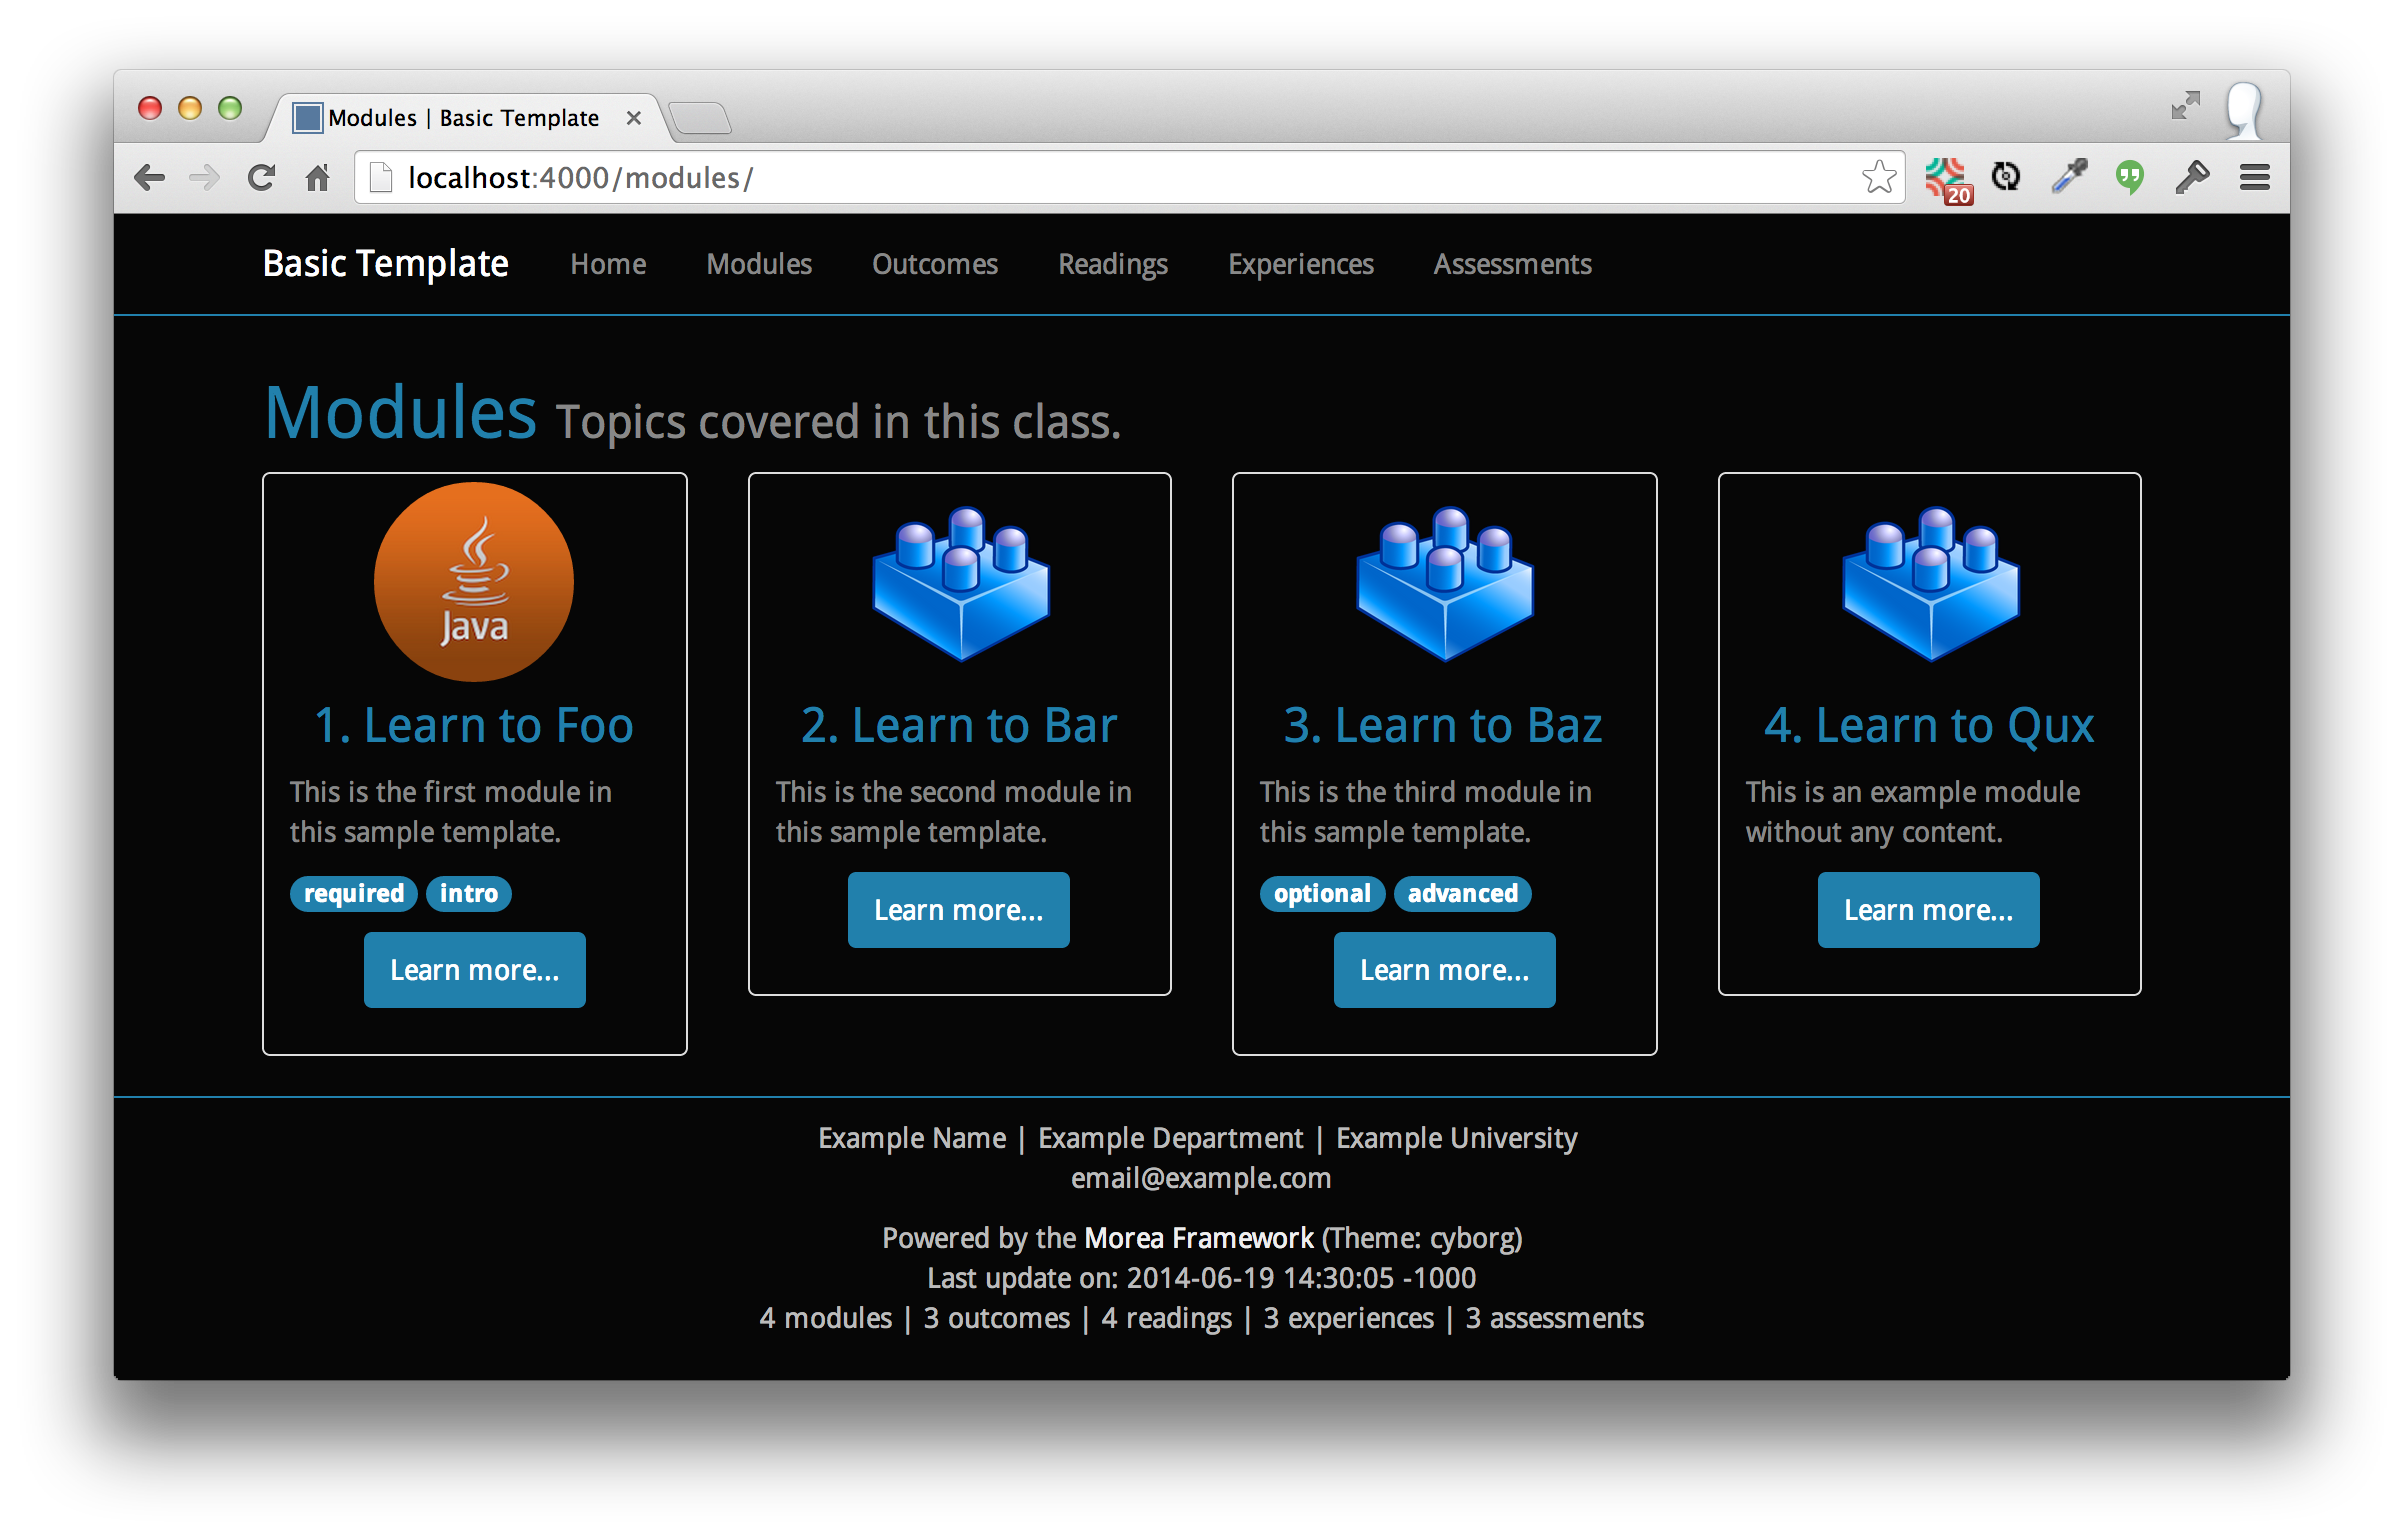 Modules | Basic Template
localhost:4000/modules/
20
Basic Template Home Modules Outcomes Readings Experiences Assessments
Modules Topics covered in this class.
Java
1. Learn to Foo
This is the first module in
this sample template.
required intro
Learn more...
2. Learn to Bar
This is the second module in
this sample template.
Learn more...
3. Learn to Baz
This is the third module in
this sample template.
optional advanced
Learn more...
4. Learn to Qux
This is an example module
without any content.
Learn more...
Example Name | Example Department | Example University
email@example.com
Powered by the Morea Framework (Theme: cyborg)
Last update on: 2014-06-19 14:30:05 -1000
4 modules | 3 outcomes | 4 readings | 3 experiences | 3 assessments